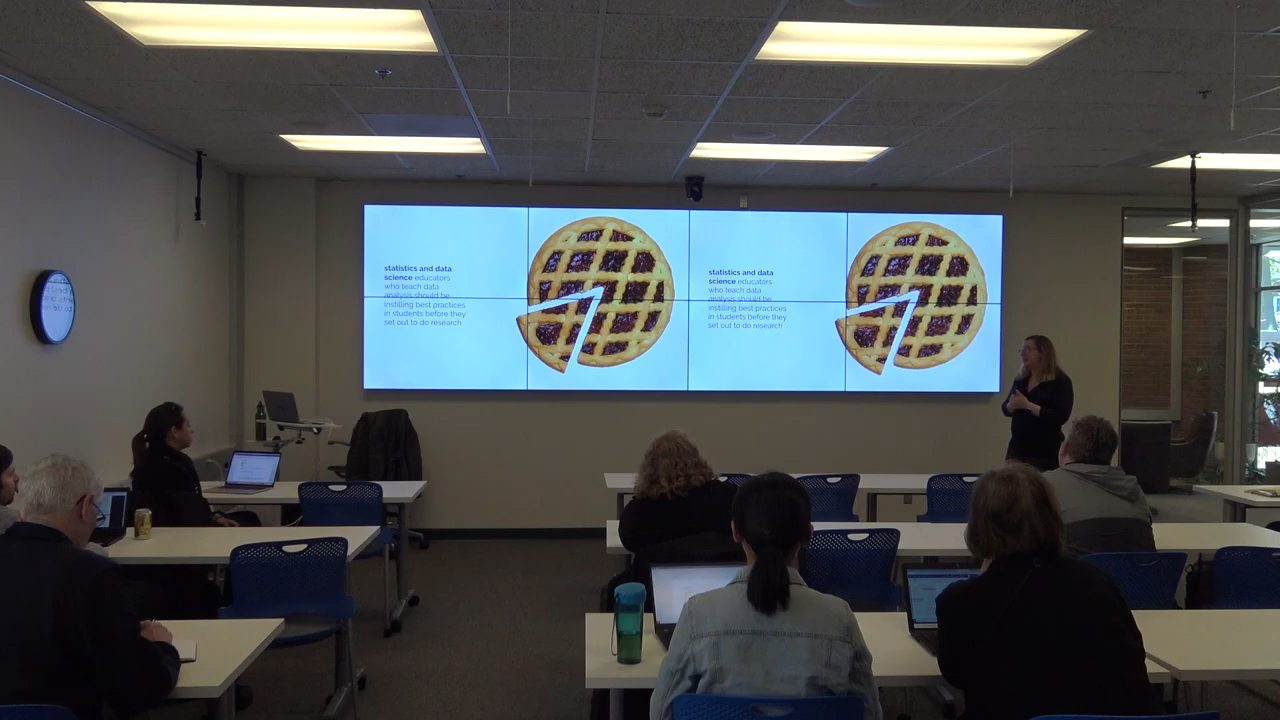 statistics and data
science educators
who teach data
analysis should be
instilling best practices
in students before they
set out to do research
statistics and data
science educators
who teach data
analysis should be
instilling best practices
in students before they
set out to do research